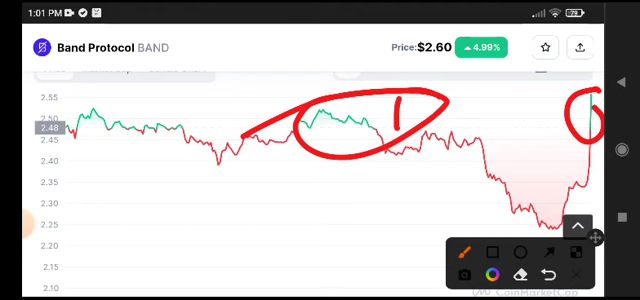 1:01 PM 79
Band Protocol BAND
Price: $2.60 4.99%
2.55
2.50
2.48
2.45
2.40
2.35
2.30
2.25
2.20
2.15
2.10
CoinMarketCap